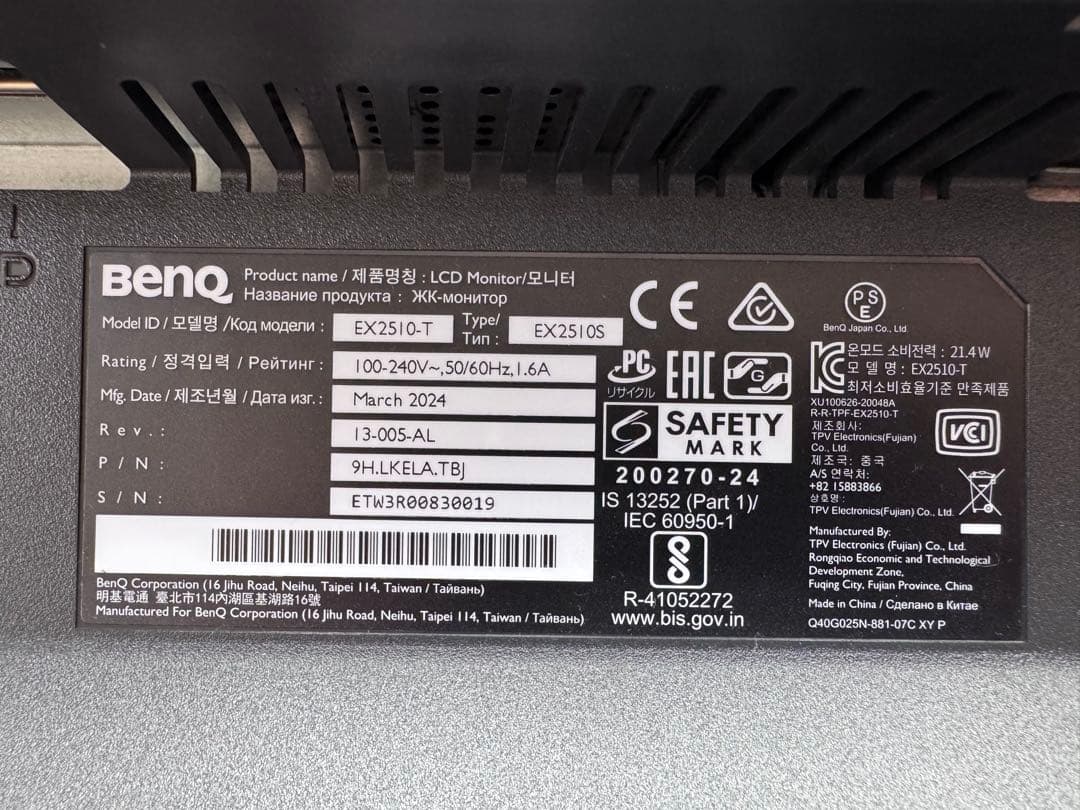 BenQ
Product name / 제품명칭 : LCD Monitor/모니터
Название продукта : ЖК-монитор
Model ID / 모델명 /Код модели : EX2510-T Type/ Тип : EX2510S
Rating / 정격입력 / Рейтинг : 100-240V~,50/60Hz,1.6A
Mfg. Date / 제조년월 / Дата изг. : March 2024
Rev. : 13-005-AL
P/N : 9H.LKELA.TBJ
S/N : ETW3R00830019
BenQ Corporation (16 Jihu Road, Neihu, Taipei 114, Taiwan / Тайвань)
明基電通 臺北市114內湖區基湖路16號
Manufactured For BenQ Corporation (16 Jihu Road, Neihu, Taipei 114, Taiwan / Тайвань)
CE
PSE
BenQ Japan Co., Ltd
PC
リサイクル
EAC
G
SAFETY
MARK
200270-24
IS 13252 (Part 1)/
IEC 60950-1
R-41052272
www.bis.gov.in
KC
온모드 소비전력 : 21.4W
모 델 명 : EX2510-T
최저소비효율기준 만족제품
XU100626-20048A
R-R-TPF-EX2510-T
제조회사:
TPV Electronics(Fujian)
Co., Ltd.
제조국: 중국
A/S 연락처:
+82 15883866
상호명 :
TPV Electronics(Fujian) Co., Ltd.
VCCI
Manufactured By:
TPV Electronics (Fujian) Co., Ltd.
Rongqiao Economic and Technological
Development Zone,
Fuqing City, Fujian Province, China
Made in China / Сделано в Китае
Q40G025N-881-07C XY P